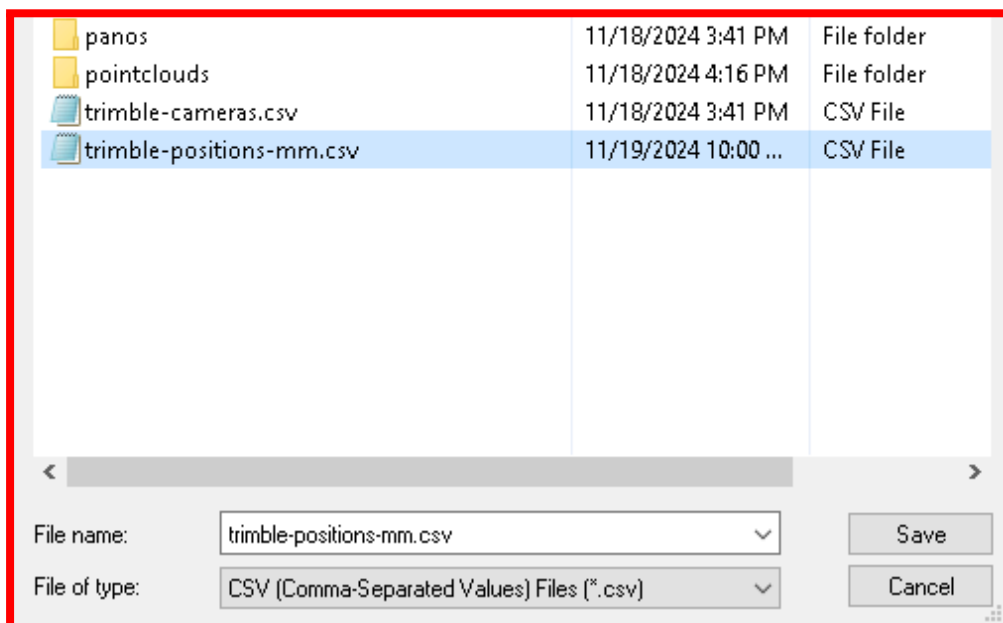 panos 11/18/2024 3:41 PM File folder
pointclouds 11/18/2024 4:16 PM File folder
trimble-cameras.csv 11/18/2024 3:41 PM CSV File
trimble-positions-mm.csv 11/19/2024 10:00 ... CSV File
File name: trimble-positions-mm.csv Save
File of type: CSV (Comma-Separated Values) Files (*.csv) Cancel